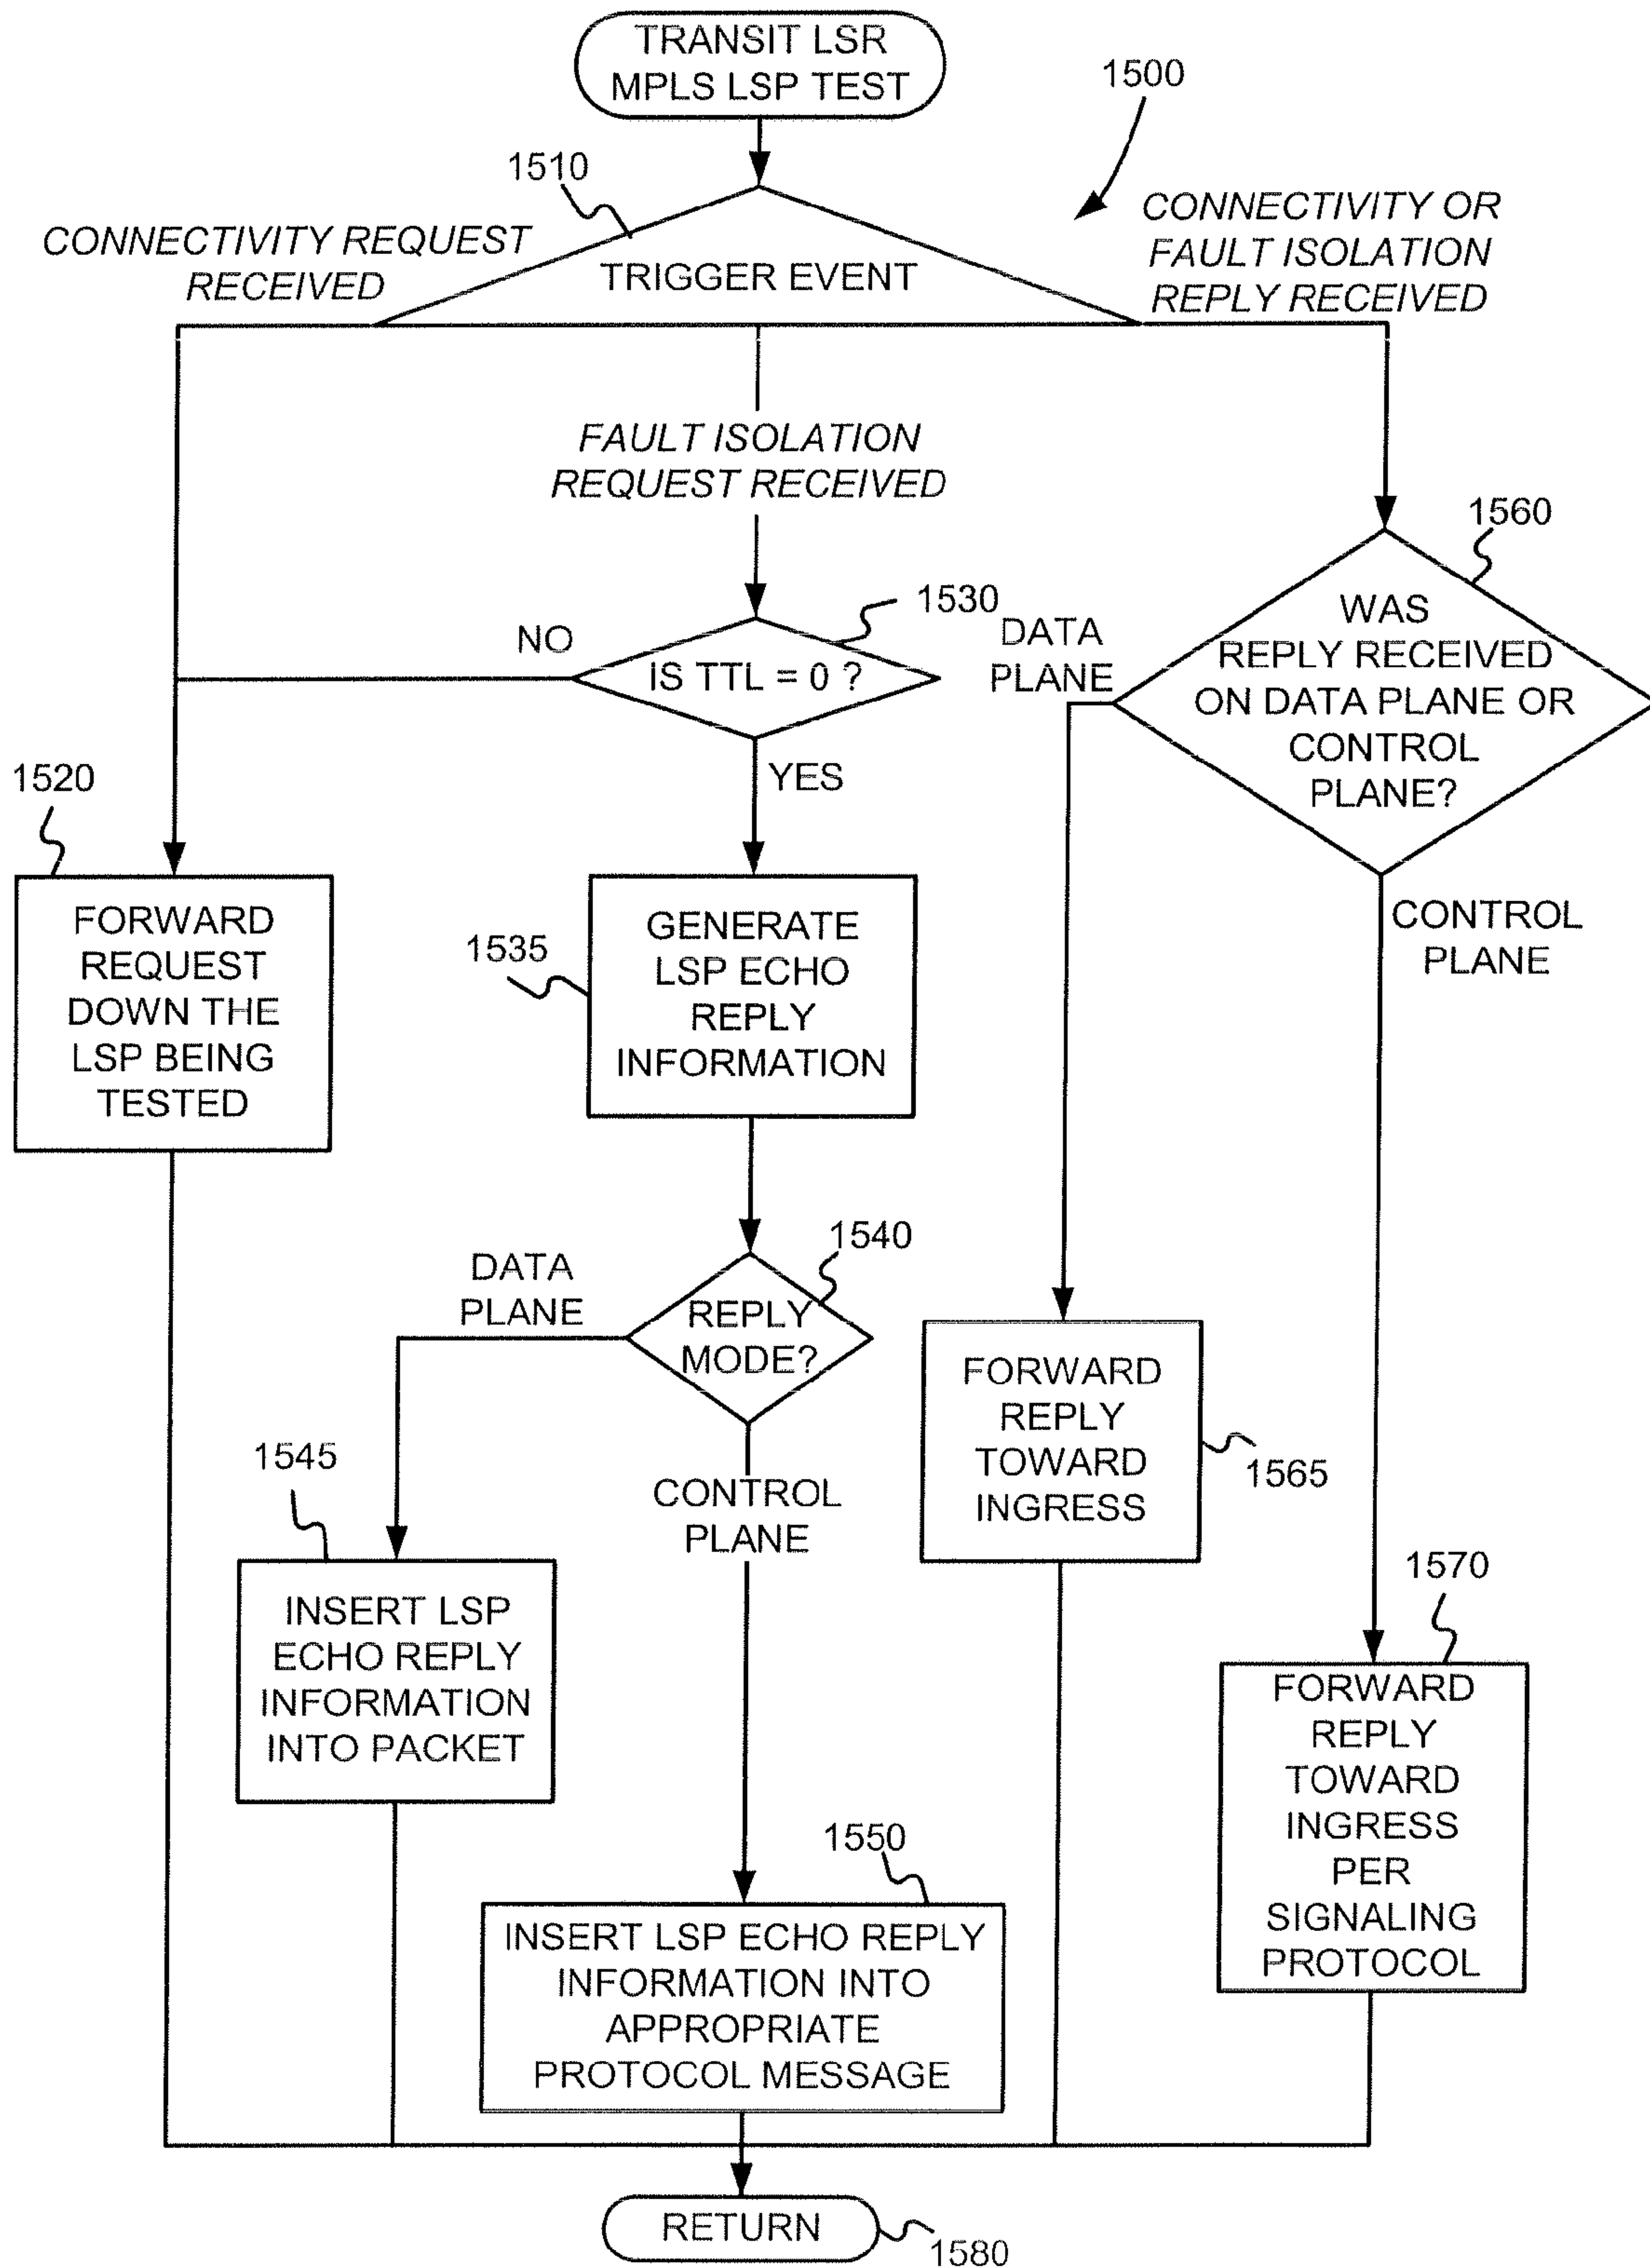 TRANSIT LSR
MPLS LSP TEST
1500
1510
CONNECTIVITY REQUEST
RECEIVED
TRIGGER EVENT
CONNECTIVITY OR
FAULT ISOLATION
REPLY RECEIVED
FAULT ISOLATION
REQUEST RECEIVED
1560
1530
NO
IS TTL = 0 ?
YES
DATA
PLANE
WAS
REPLY RECEIVED
ON DATA PLANE OR
CONTROL
PLANE?
CONTROL
PLANE
1520
FORWARD
REQUEST
DOWN THE
LSP BEING
TESTED
1535
GENERATE
LSP ECHO
REPLY
INFORMATION
1540
DATA
PLANE
REPLY
MODE?
CONTROL
PLANE
FORWARD
REPLY
TOWARD
INGRESS
1565
1545
INSERT LSP
ECHO REPLY
INFORMATION
INTO PACKET
1570
FORWARD
REPLY
TOWARD
INGRESS
PER
SIGNALING
PROTOCOL
1550
INSERT LSP ECHO REPLY
INFORMATION INTO
APPROPRIATE
PROTOCOL MESSAGE
RETURN
1580